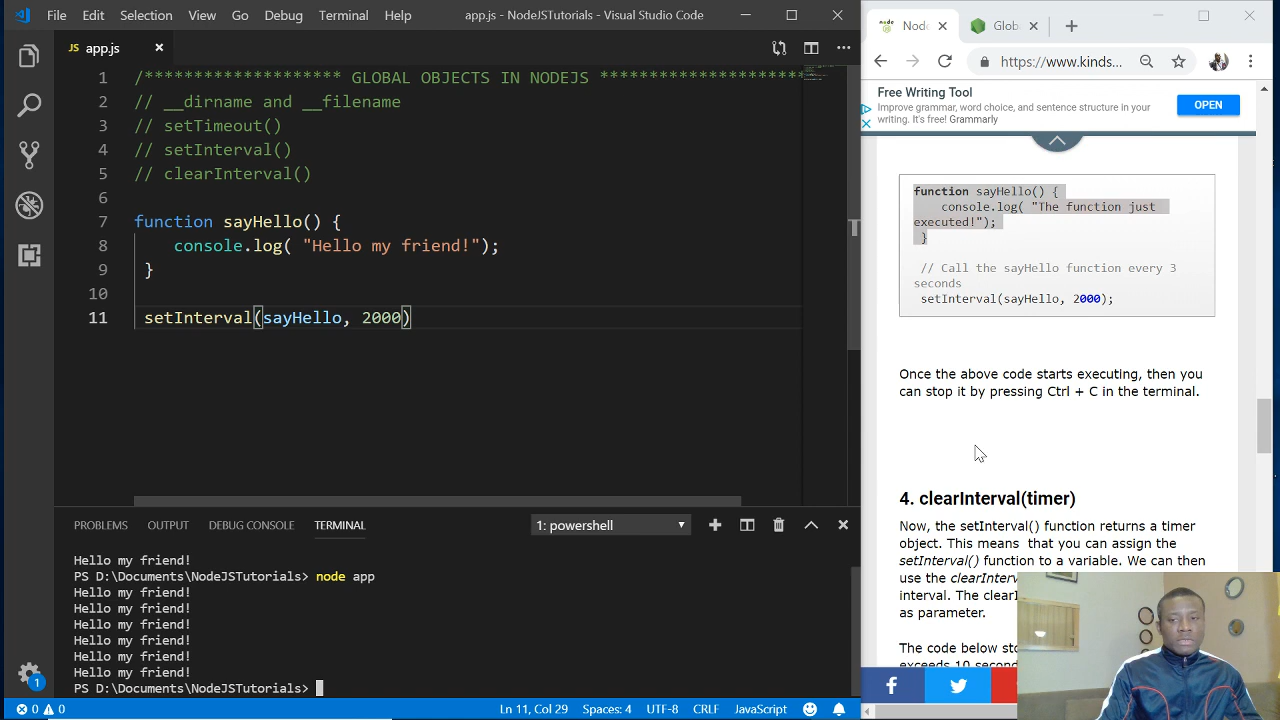 File Edit Selection View Go Debug Terminal Help
app.js - NodeJSTutorials - Visual Studio Code
JS app.js
1 /******************* GLOBAL OBJECTS IN NODEJS ********************
2 // __dirname and __filename
3 // setTimeout()
4 // setInterval()
5 // clearInterval()
6
7 function sayHello() {
8 console.log( "Hello my friend!");
9 }
10
11 setInterval(sayHello, 2000)
PROBLEMS OUTPUT DEBUG CONSOLE TERMINAL 1: powershell
Hello my friend!
PS D:\Documents\NodeJSTutorials> node app
Hello my friend!
Hello my friend!
Hello my friend!
Hello my friend!
Hello my friend!
Hello my friend!
PS D:\Documents\NodeJSTutorials>
1
0 0 Ln 11, Col 29 Spaces: 4 UTF-8 CRLF JavaScript
node Node Glob
https://www.kinds...
Free Writing Tool
Improve grammar, word choice, and sentence structure in your
writing. It's free! Grammarly
OPEN
function sayHello() {
console.log( "The function just
executed!");
}
// Call the sayHello function every 3
seconds
setInterval(sayHello, 2000);
Once the above code starts executing, then you
can stop it by pressing Ctrl + C in the terminal.
4. clearInterval(timer)
Now, the setInterval() function returns a timer
object. This means that you can assign the
setInterval() function to a variable. We can then
use the clearInterv
interval. The clearI
as parameter.
The code below sto
exceeds 10 second